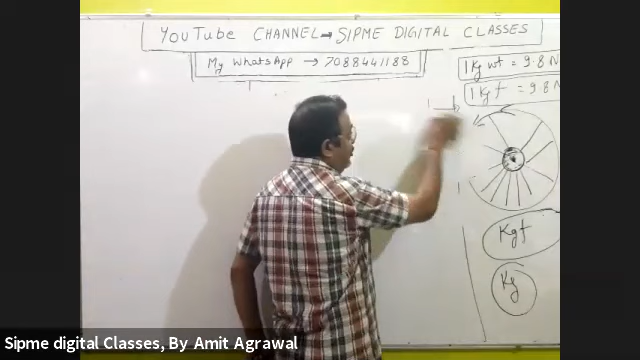 YouTube CHANNEL → SIPME DIGITAL CLASSES
My WhatsApp → 7088441188
1 Kg wt = 9.8 N
1 Kg f = 9.8 N
Kgf
Kg
Sipme digital Classes, By Amit Agrawal